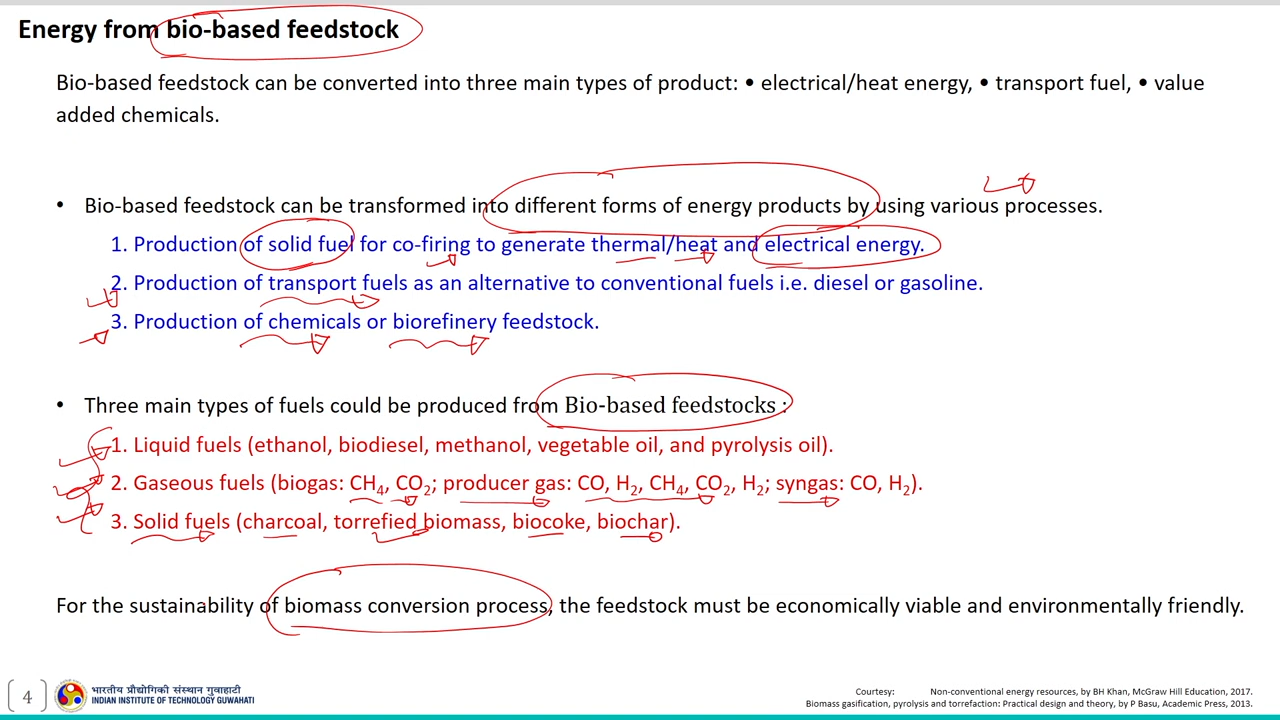 Energy from bio-based feedstock
Bio-based feedstock can be converted into three main types of product: • electrical/heat energy, • transport fuel, • value
added chemicals.
• Bio-based feedstock can be transformed into different forms of energy products by using various processes.
1. Production of solid fuel for co-firing to generate thermal/heat and electrical energy.
2. Production of transport fuels as an alternative to conventional fuels i.e. diesel or gasoline.
3. Production of chemicals or biorefinery feedstock.
• Three main types of fuels could be produced from Bio-based feedstocks :
1. Liquid fuels (ethanol, biodiesel, methanol, vegetable oil, and pyrolysis oil).
2. Gaseous fuels (biogas: CH₄, CO₂; producer gas: CO, H₂, CH₄, CO₂, H₂; syngas: CO, H₂).
3. Solid fuels (charcoal, torrefied biomass, biocoke, biochar).
For the sustainability of biomass conversion process, the feedstock must be economically viable and environmentally friendly.
4
भारतीय प्रौद्योगिकी संस्थान गुवाहाटी
INDIAN INSTITUTE OF TECHNOLOGY GUWAHATI
Courtesy: Non-conventional energy resources, by BH Khan, McGraw Hill Education, 2017.
Biomass gasification, pyrolysis and torrefaction: Practical design and theory, by P Basu, Academic Press, 2013.